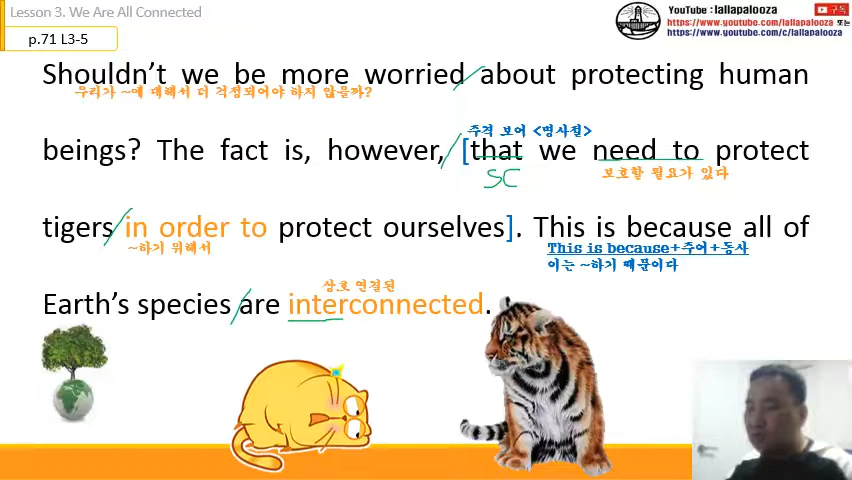 Lesson 3. We Are All Connected
p.71 L3-5
YouTube : lallapalooza
구독
https://www.youtube.com/lallapalooza 또는
https://www.youtube.com/c/lallapalooza
Shouldn't we be more worried about protecting human
우리가 ~에 대해서 더 걱정되어야 하지 않을까?
주격 보어 <명사절>
beings? The fact is, however, [that we need to protect
SC
보호할 필요가 있다
tigers in order to protect ourselves]. This is because all of
~하기 위해서
This is because+주어+동사
이는 ~하기 때문이다
상호 연결된
Earth's species are interconnected.